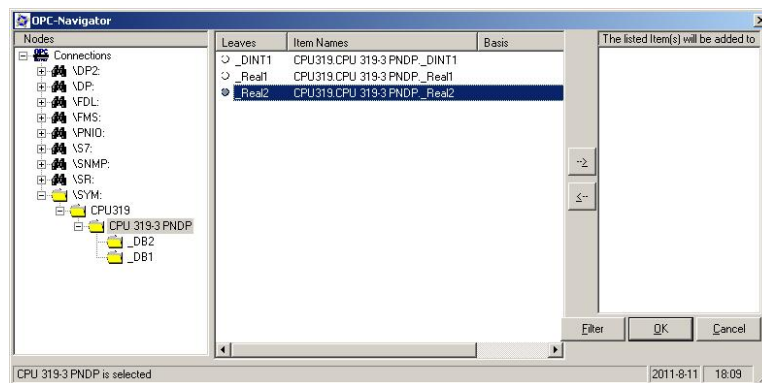 OPC-Navigator
Nodes
Connections
\DP2:
\DP:
\FDL:
\FMS:
\PNIO:
\S7:
\SNMP:
\SR:
\SYM:
CPU319
CPU 319-3 PNDP
_DB2
_DB1
Leaves Item Names Basis
_DINT1 CPU319.CPU 319-3 PNDP._DINT1
_Real1 CPU319.CPU 319-3 PNDP._Real1
_Real2 CPU319.CPU 319-3 PNDP._Real2
-->
<--
The listed Item(s) will be added to
Filter OK Cancel
CPU 319-3 PNDP is selected 2011-8-11 18:09